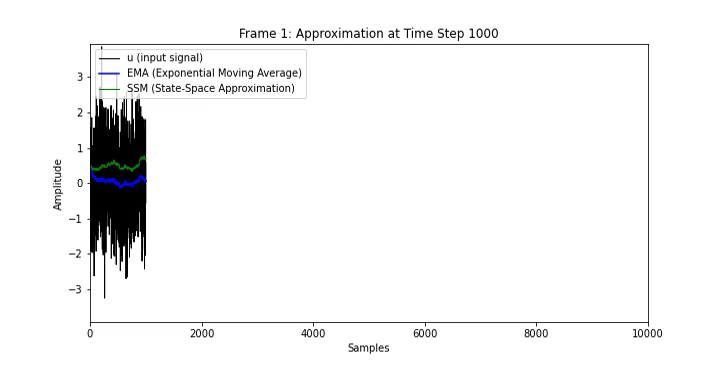 Frame 1: Approximation at Time Step 1000
u (input signal)
EMA (Exponential Moving Average)
SSM (State-Space Approximation)
3
2
1
0
−1
−2
−3
Amplitude
0 2000 4000 6000 8000 10000
Samples